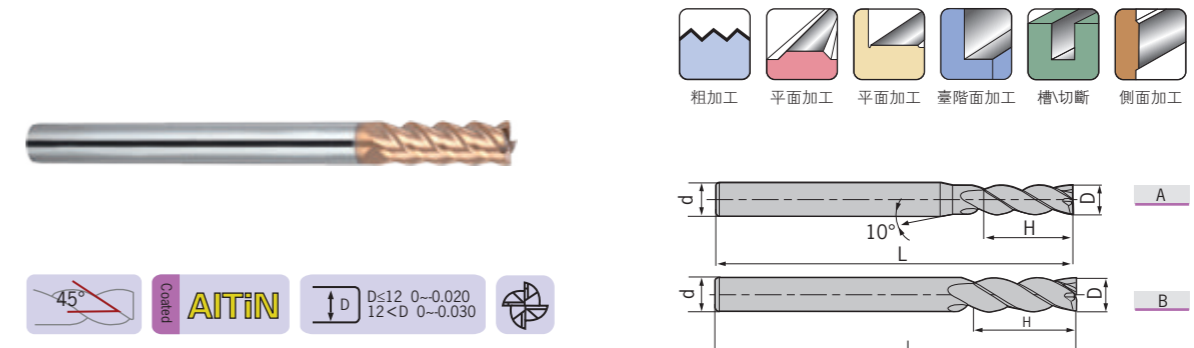 粗加工
平面加工
平面加工
臺階面加工
槽\切斷
側面加工
d
10°
H
D
L
A
45°
Coated
AlTiN
D
D≤12 0~-0.020
12<D 0~-0.030
d
D
H
L
B